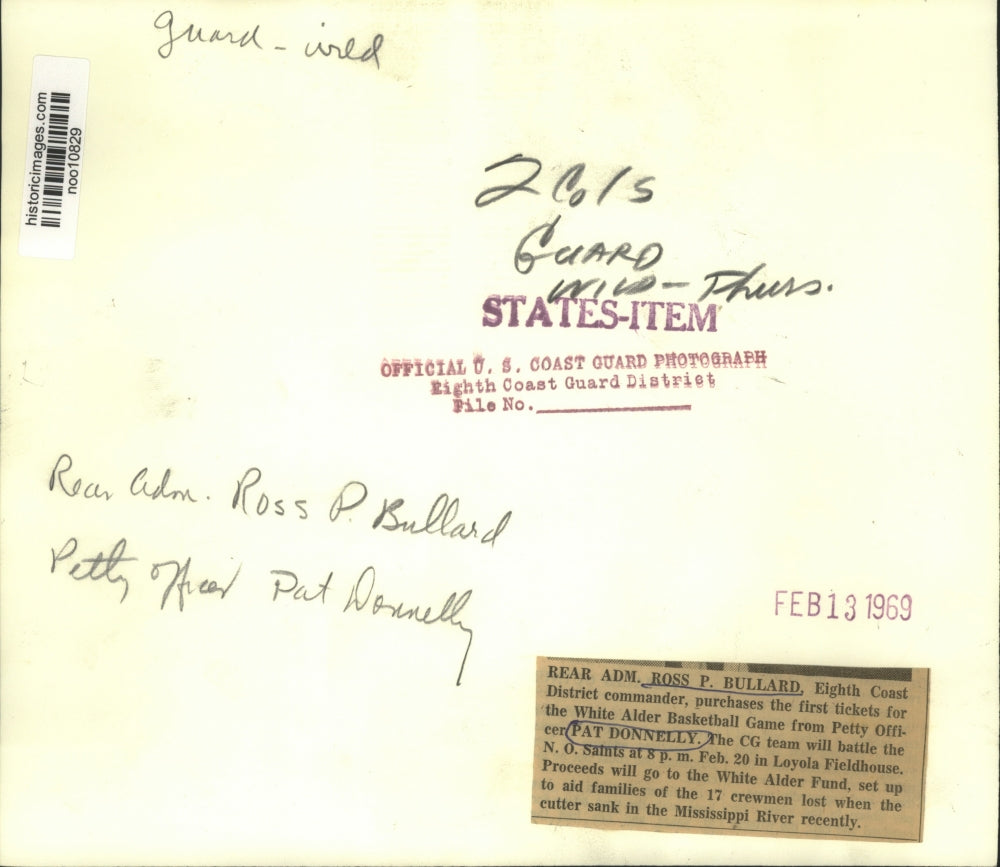 guard - wild
historicimages.com
noo10829
2 Cols
GUARD
WILD - Thurs.
STATES-ITEM
OFFICIAL U. S. COAST GUARD PHOTOGRAPH
Eighth Coast Guard District
File No.
Rear Adm. Ross P. Bullard
Petty Officer Pat Donnelly
FEB 13 1969
REAR ADM. ROSS P. BULLARD, Eighth Coast
District commander, purchases the first tickets for
the White Alder Basketball Game from Petty Offi-
cer PAT DONNELLY. The CG team will battle the
N. O. Saints at 8 p. m. Feb. 20 in Loyola Fieldhouse.
Proceeds will go to the White Alder Fund, set up
to aid families of the 17 crewmen lost when the
cutter sank in the Mississippi River recently.